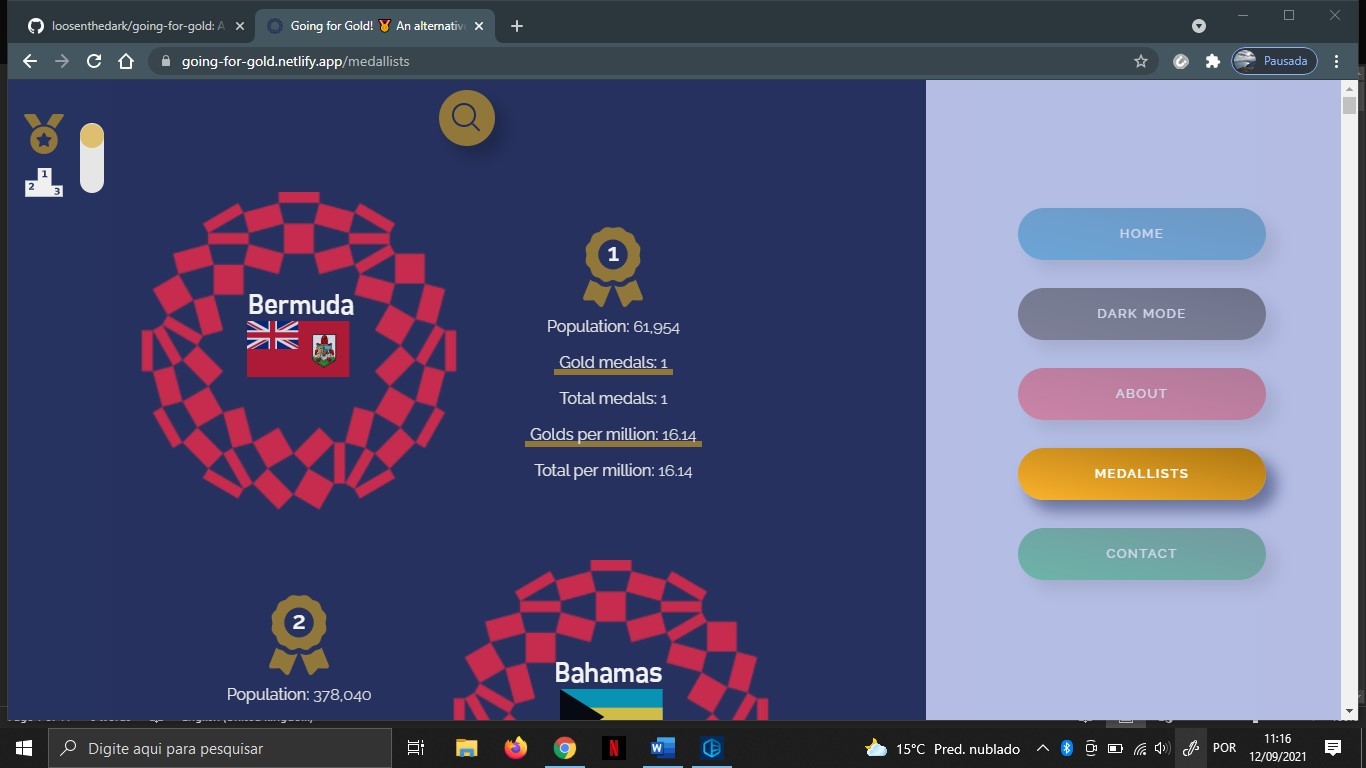 loosenthedark/going-for-gold: A
Going for Gold! 🏅 An alternativ
going-for-gold.netlify.app/medallists
Pausada
1
2
3
Bermuda
1
Population: 61,954
Gold medals: 1
Total medals: 1
Golds per million: 16.14
Total per million: 16.14
2
Population: 378,040
Bahamas
HOME
DARK MODE
ABOUT
MEDALLISTS
CONTACT
Digite aqui para pesquisar
N
W
15°C Pred. nublado
POR
11:16
12/09/2021